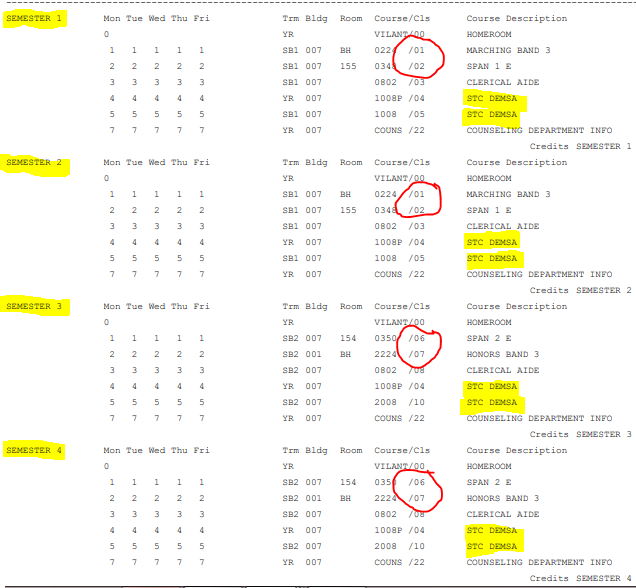 SEMESTER 1 Mon Tue Wed Thu Fri Trm Bldg Room Course/Cls Course Description
0 YR VILANT/00 HOMEROOM
1 1 1 1 1 SB1 007 BH 0224 /01 MARCHING BAND 3
2 2 2 2 2 SB1 007 155 0348 /02 SPAN 1 E
3 3 3 3 3 SB1 007 0802 /03 CLERICAL AIDE
4 4 4 4 4 YR 007 1008P /04 STC DEMSA
5 5 5 5 5 SB1 007 1008 /05 STC DEMSA
7 7 7 7 7 YR 007 COUNS /22 COUNSELING DEPARTMENT INFO
Credits SEMESTER 1
SEMESTER 2 Mon Tue Wed Thu Fri Trm Bldg Room Course/Cls Course Description
0 YR VILANT/00 HOMEROOM
1 1 1 1 1 SB1 007 BH 0224 /01 MARCHING BAND 3
2 2 2 2 2 SB1 007 155 0348 /02 SPAN 1 E
3 3 3 3 3 SB1 007 0802 /03 CLERICAL AIDE
4 4 4 4 4 YR 007 1008P /04 STC DEMSA
5 5 5 5 5 SB1 007 1008 /05 STC DEMSA
7 7 7 7 7 YR 007 COUNS /22 COUNSELING DEPARTMENT INFO
Credits SEMESTER 2
SEMESTER 3 Mon Tue Wed Thu Fri Trm Bldg Room Course/Cls Course Description
0 YR VILANT/00 HOMEROOM
1 1 1 1 1 SB2 007 154 0350 /06 SPAN 2 E
2 2 2 2 2 SB2 001 BH 2224 /07 HONORS BAND 3
3 3 3 3 3 SB2 007 0802 /08 CLERICAL AIDE
4 4 4 4 4 YR 007 1008P /04 STC DEMSA
5 5 5 5 5 SB2 007 2008 /10 STC DEMSA
7 7 7 7 7 YR 007 COUNS /22 COUNSELING DEPARTMENT INFO
Credits SEMESTER 3
SEMESTER 4 Mon Tue Wed Thu Fri Trm Bldg Room Course/Cls Course Description
0 YR VILANT/00 HOMEROOM
1 1 1 1 1 SB2 007 154 0350 /06 SPAN 2 E
2 2 2 2 2 SB2 001 BH 2224 /07 HONORS BAND 3
3 3 3 3 3 SB2 007 0802 /08 CLERICAL AIDE
4 4 4 4 4 YR 007 1008P /04 STC DEMSA
5 5 5 5 5 SB2 007 2008 /10 STC DEMSA
7 7 7 7 7 YR 007 COUNS /22 COUNSELING DEPARTMENT INFO
Credits SEMESTER 4